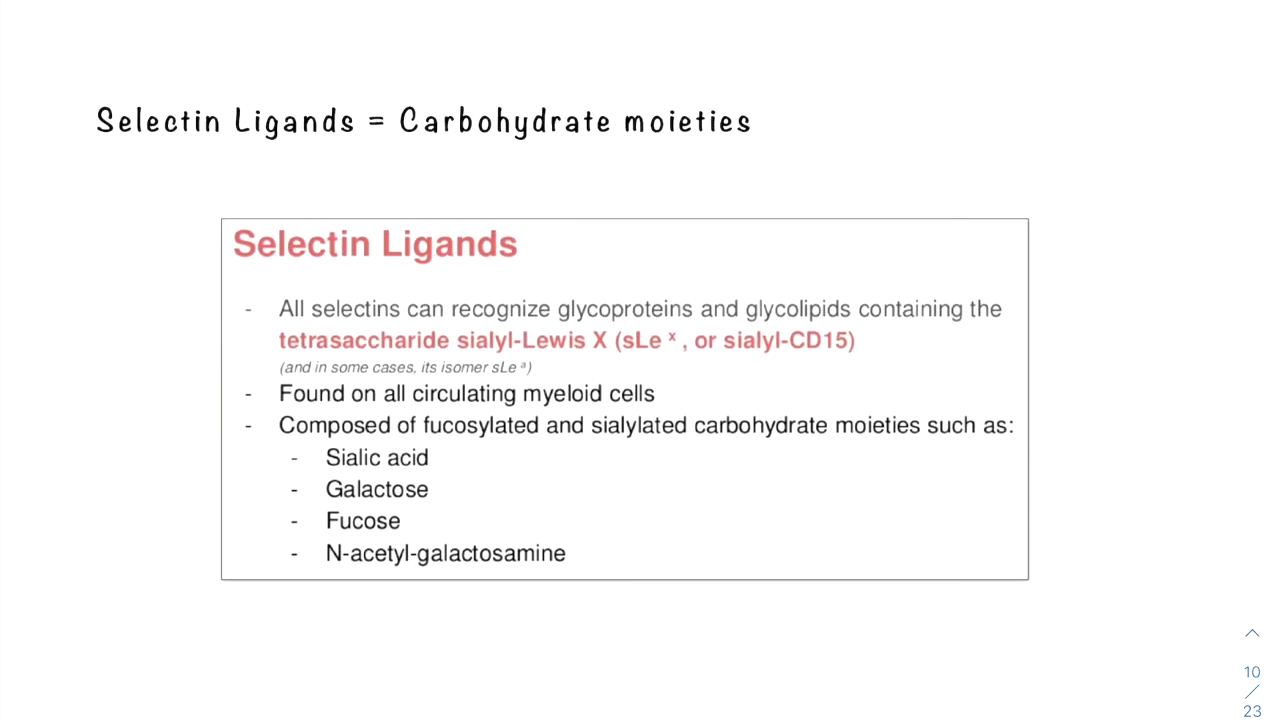 Selectin Ligands = Carbohydrate moieties
Selectin Ligands
- All selectins can recognize glycoproteins and glycolipids containing the
tetrasaccharide sialyl-Lewis X (sLe ˣ , or sialyl-CD15)
(and in some cases, its isomer sLe ᵃ)
- Found on all circulating myeloid cells
- Composed of fucosylated and sialylated carbohydrate moieties such as:
- Sialic acid
- Galactose
- Fucose
- N-acetyl-galactosamine
10
/
23